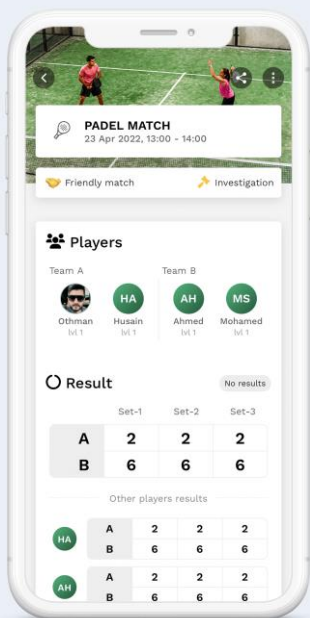 PADEL MATCH
23 Apr 2022, 13:00 - 14:00
Friendly match Investigation
Players
Team A Team B
HA AH MS
Othman Husain Ahmed Mohamed
lvl 1 lvl 1 lvl 1 lvl 1
Result No results
Set-1 Set-2 Set-3
A 2 2 2
B 6 6 6
Other players results
HA
A 2 2 2
B 6 6 6
AH
A 2 2 2
B 6 6 6